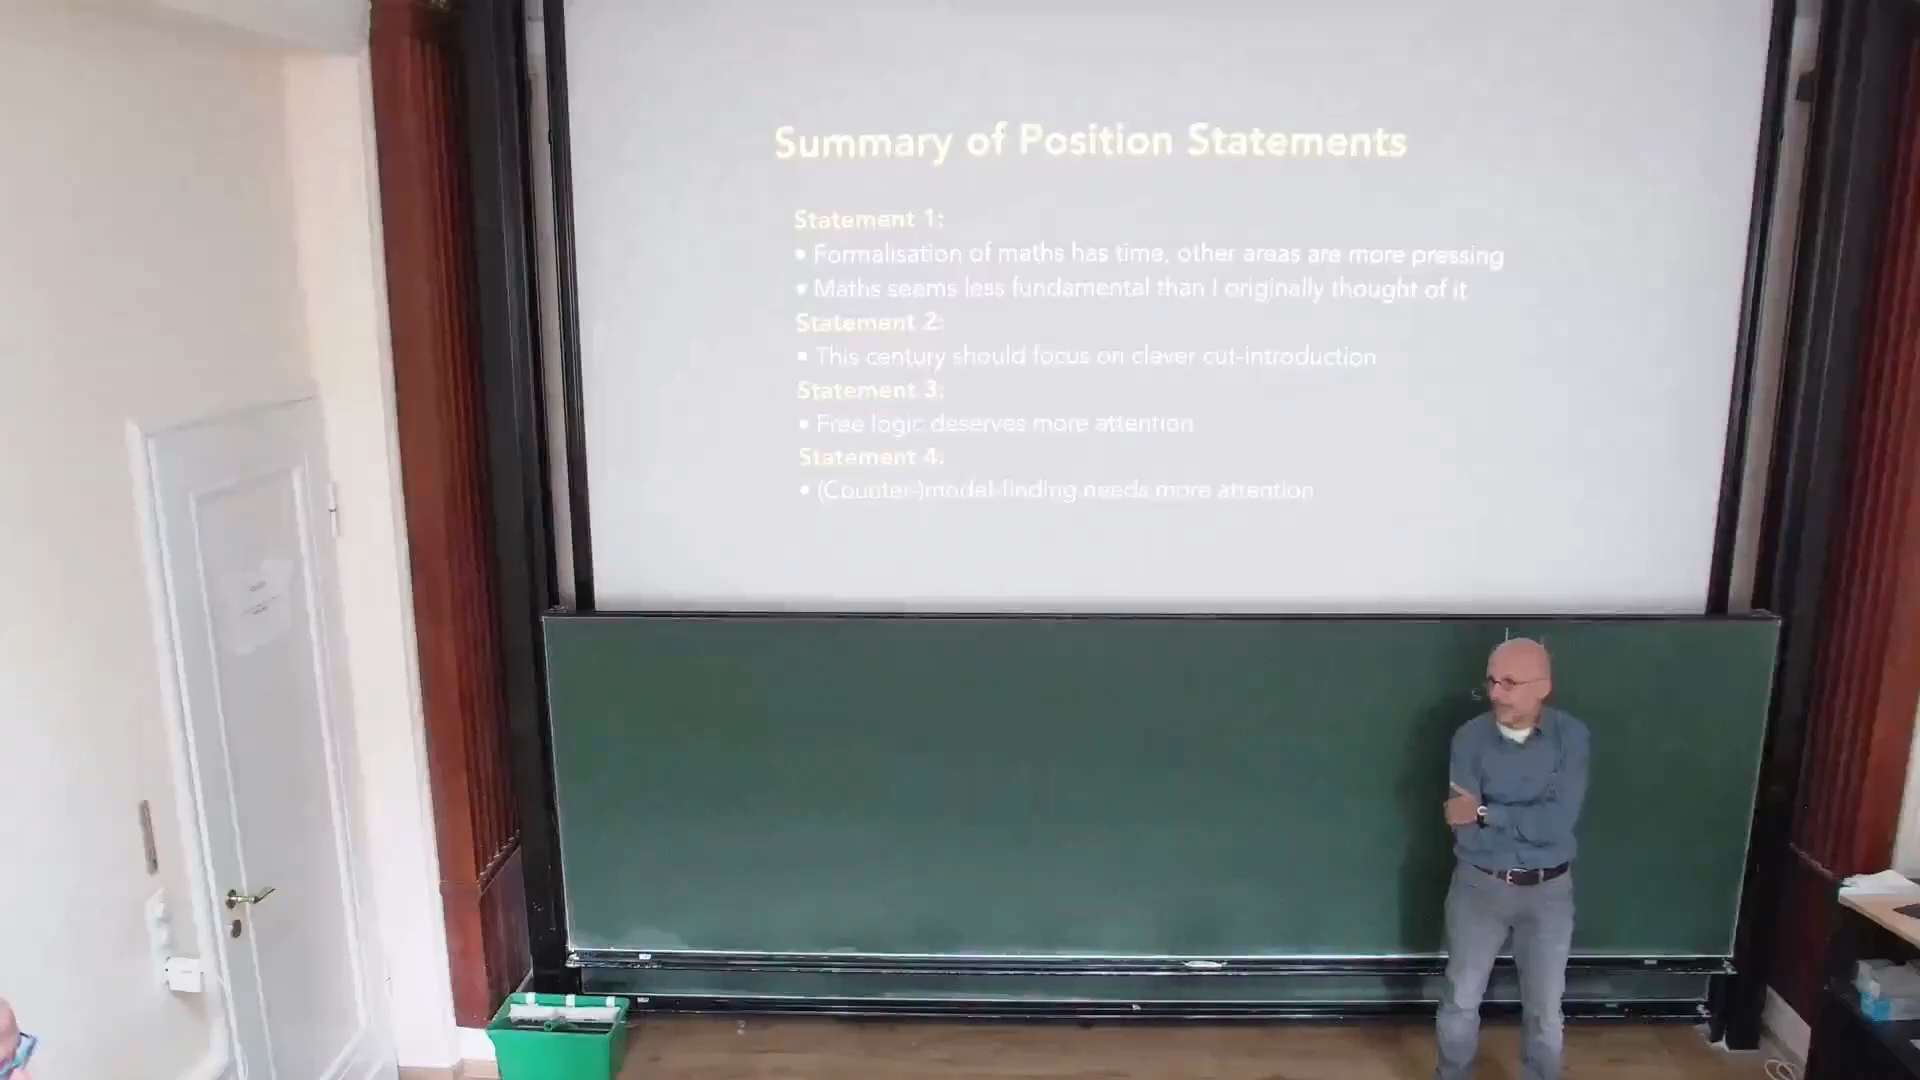 Summary of Position Statements
Statement 1:
• Formalisation of maths has time, other areas are more pressing
• Maths seems less fundamental than I originally thought of it
Statement 2:
• This century should focus on clever cut-introduction
Statement 3:
• Free logic deserves more attention
Statement 4:
• (Counter-)model-finding needs more attention